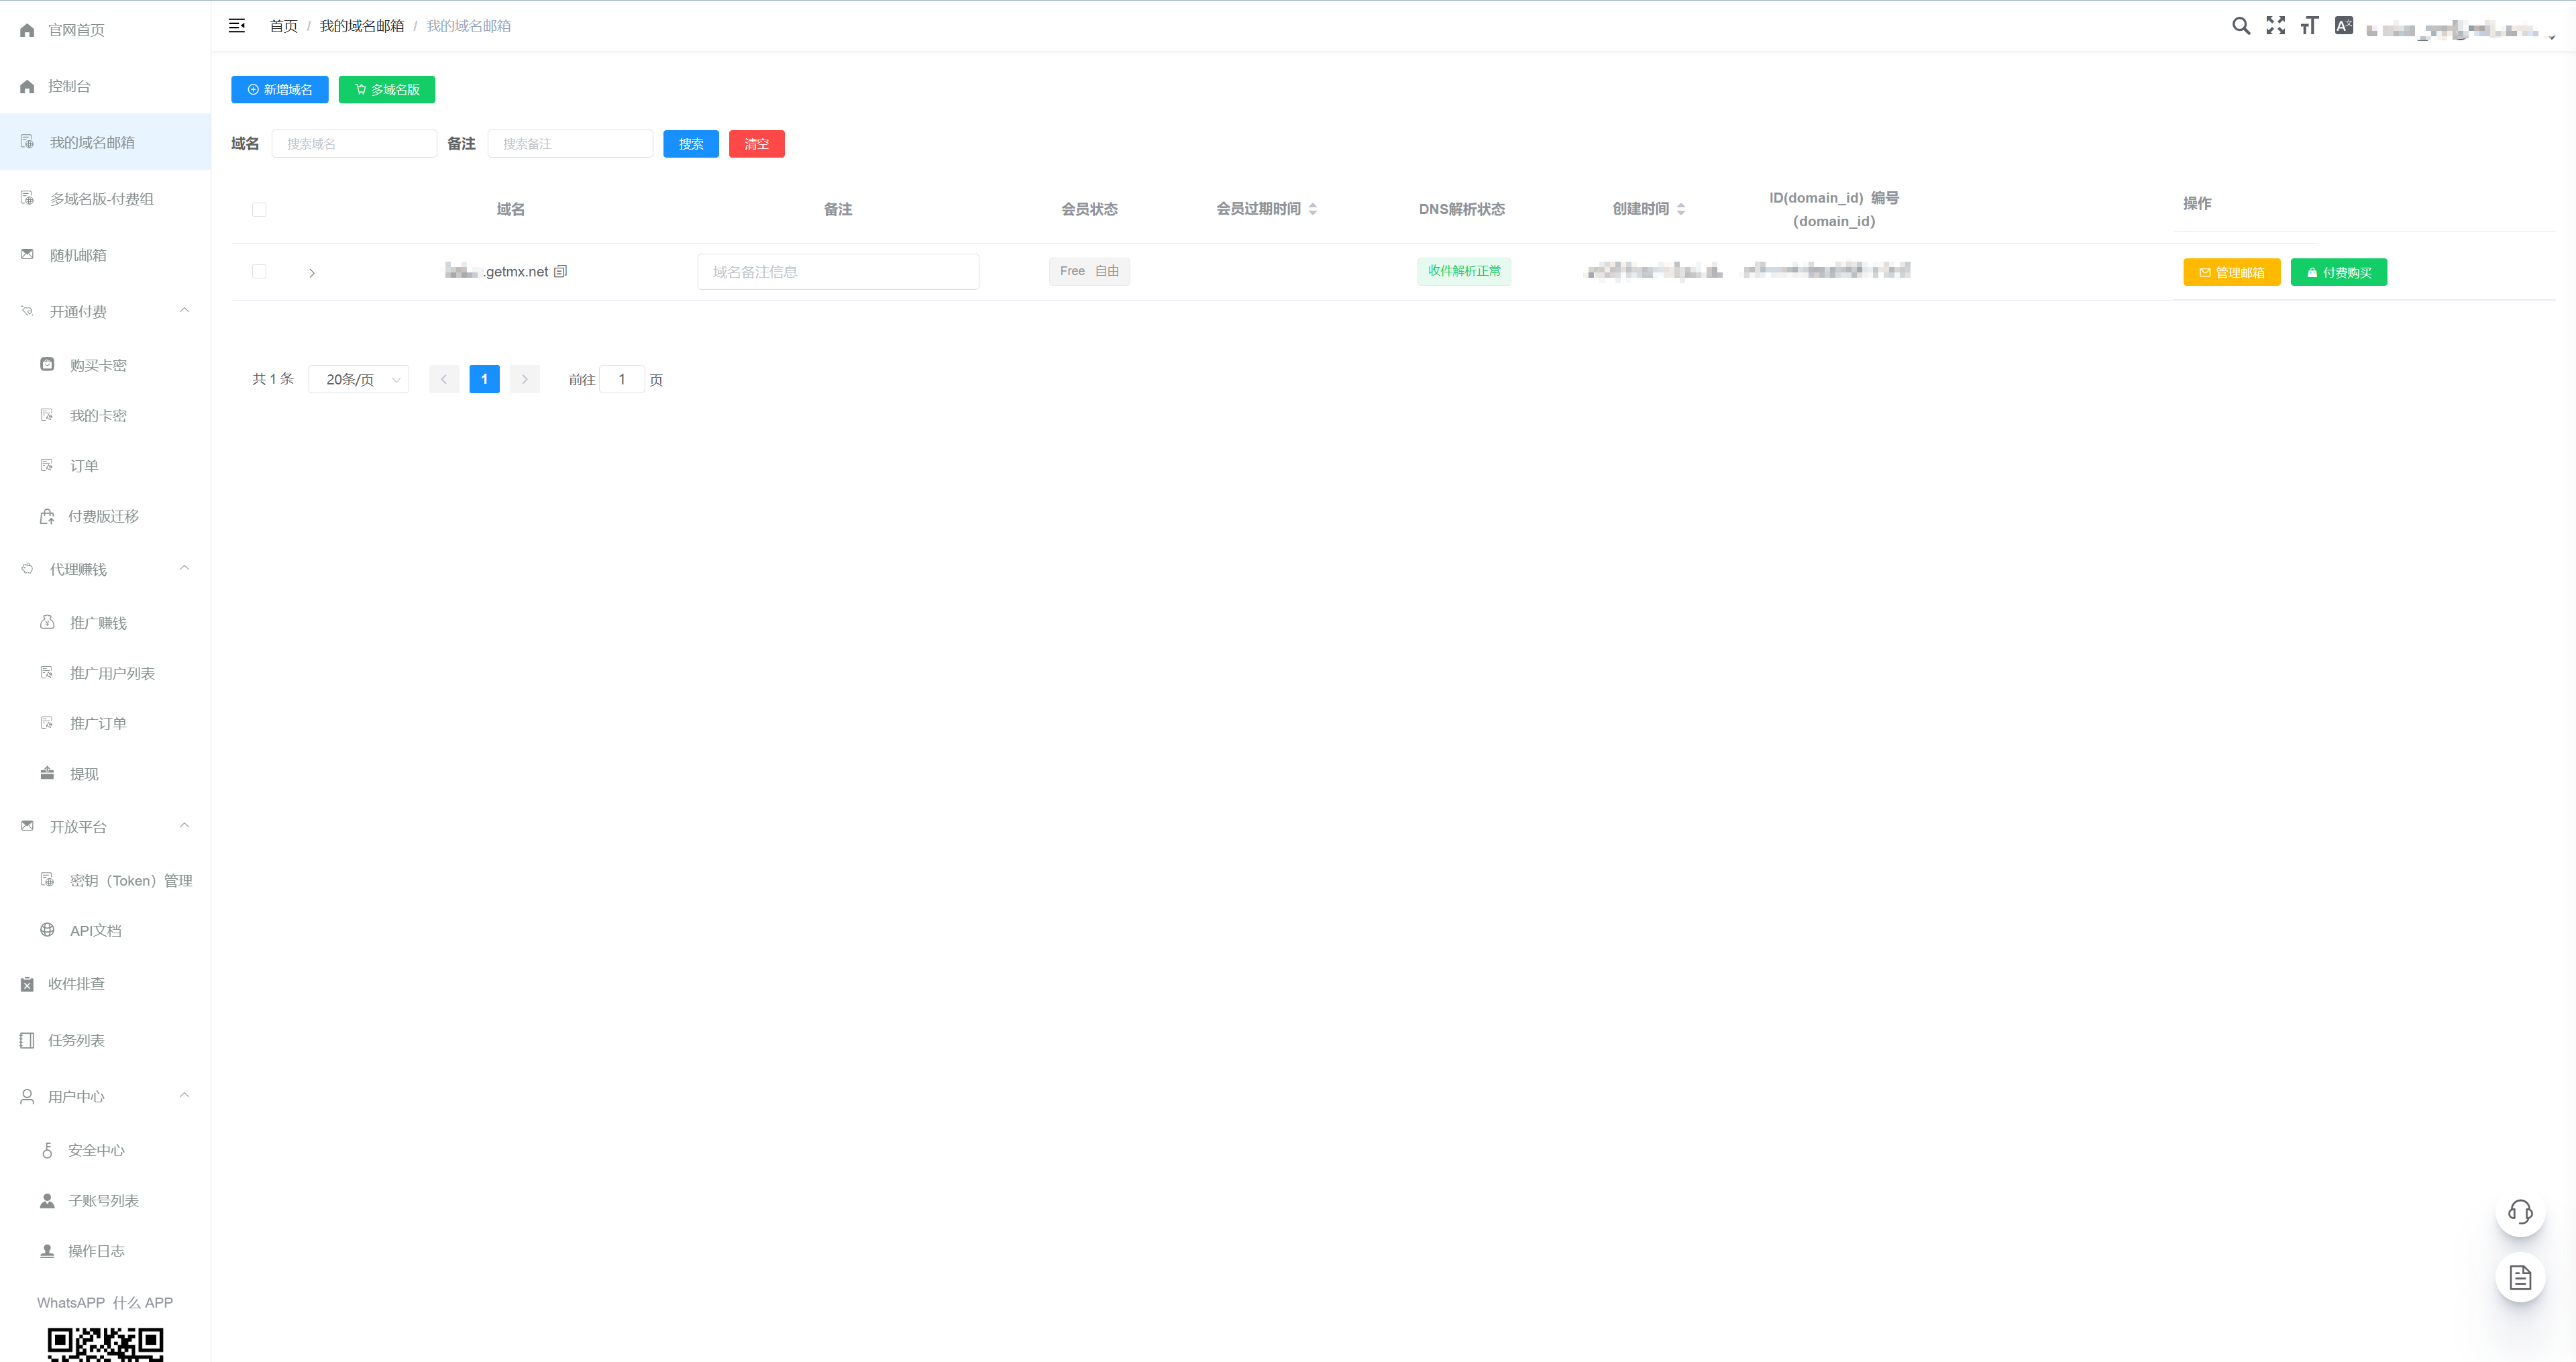 官网首页
控制台
我的域名邮箱
多域名版-付费组
随机邮箱
开通付费
购买卡密
我的卡密
订单
付费版迁移
代理赚钱
推广赚钱
推广用户列表
推广订单
提现
开放平台
密钥（Token）管理
API文档
收件排查
任务列表
用户中心
安全中心
子账号列表
操作日志
WhatsAPP 什么 APP
首页 / 我的域名邮箱 / 我的域名邮箱
新增域名 多域名版
域名 搜索域名 备注 搜索备注 搜索 清空
域名 备注 会员状态 会员过期时间 DNS解析状态 创建时间 ID(domain_id) 编号 操作
（domain_id）
.getmx.net 域名备注信息 Free 自由 收件解析正常 管理邮箱 付费购买
共 1 条 20条/页 1 前往 1 页